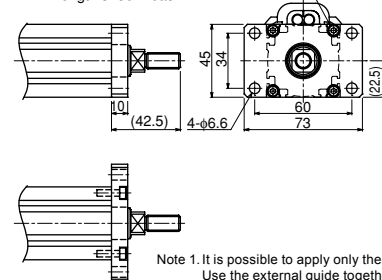 45
34
(22.5)
10
60
(42.5)
4-φ6.6
73
Note 1. It is possible to apply only the
Use the external guide togeth